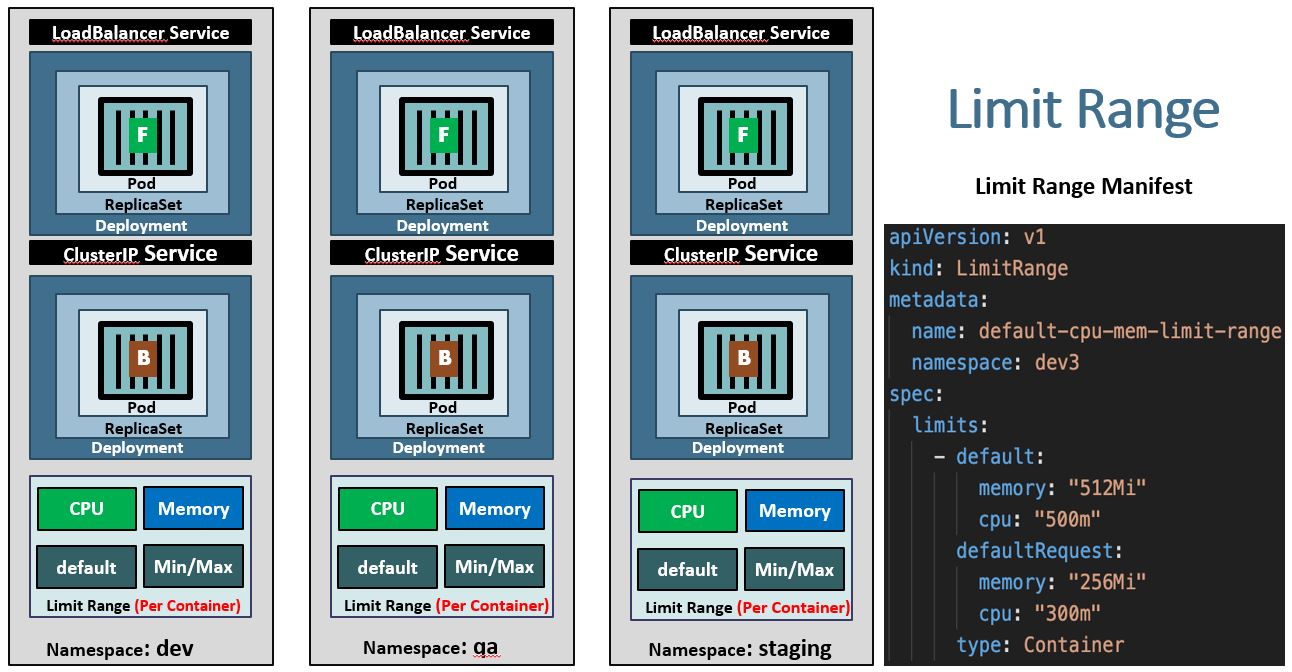 LoadBalancer Service
F
Pod
ReplicaSet
Deployment
ClusterIP Service
B
Pod
ReplicaSet
Deployment
CPU
Memory
default
Min/Max
Limit Range (Per Container)
Namespace: dev
LoadBalancer Service
F
Pod
ReplicaSet
Deployment
ClusterIP Service
B
Pod
ReplicaSet
Deployment
CPU
Memory
default
Min/Max
Limit Range (Per Container)
Namespace: qa
LoadBalancer Service
F
Pod
ReplicaSet
Deployment
ClusterIP Service
B
Pod
ReplicaSet
Deployment
CPU
Memory
default
Min/Max
Limit Range (Per Container)
Namespace: staging
Limit Range
Limit Range Manifest
apiVersion: v1
kind: LimitRange
metadata:
  name: default-cpu-mem-limit-range
  namespace: dev3
spec:
  limits:
    - default:
        memory: "512Mi"
        cpu: "500m"
      defaultRequest:
        memory: "256Mi"
        cpu: "300m"
      type: Container